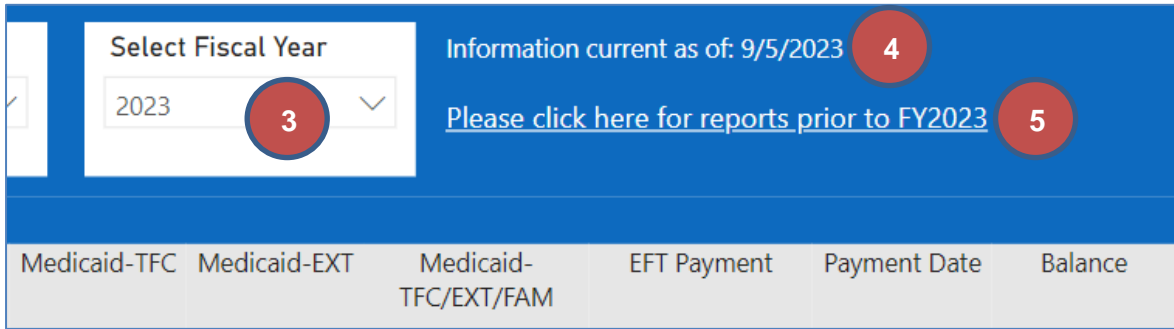 Select Fiscal Year
2023
3
Information current as of: 9/5/2023
4
Please click here for reports prior to FY2023
5
Medicaid-TFC Medicaid-EXT Medicaid- EFT Payment Payment Date Balance
TFC/EXT/FAM